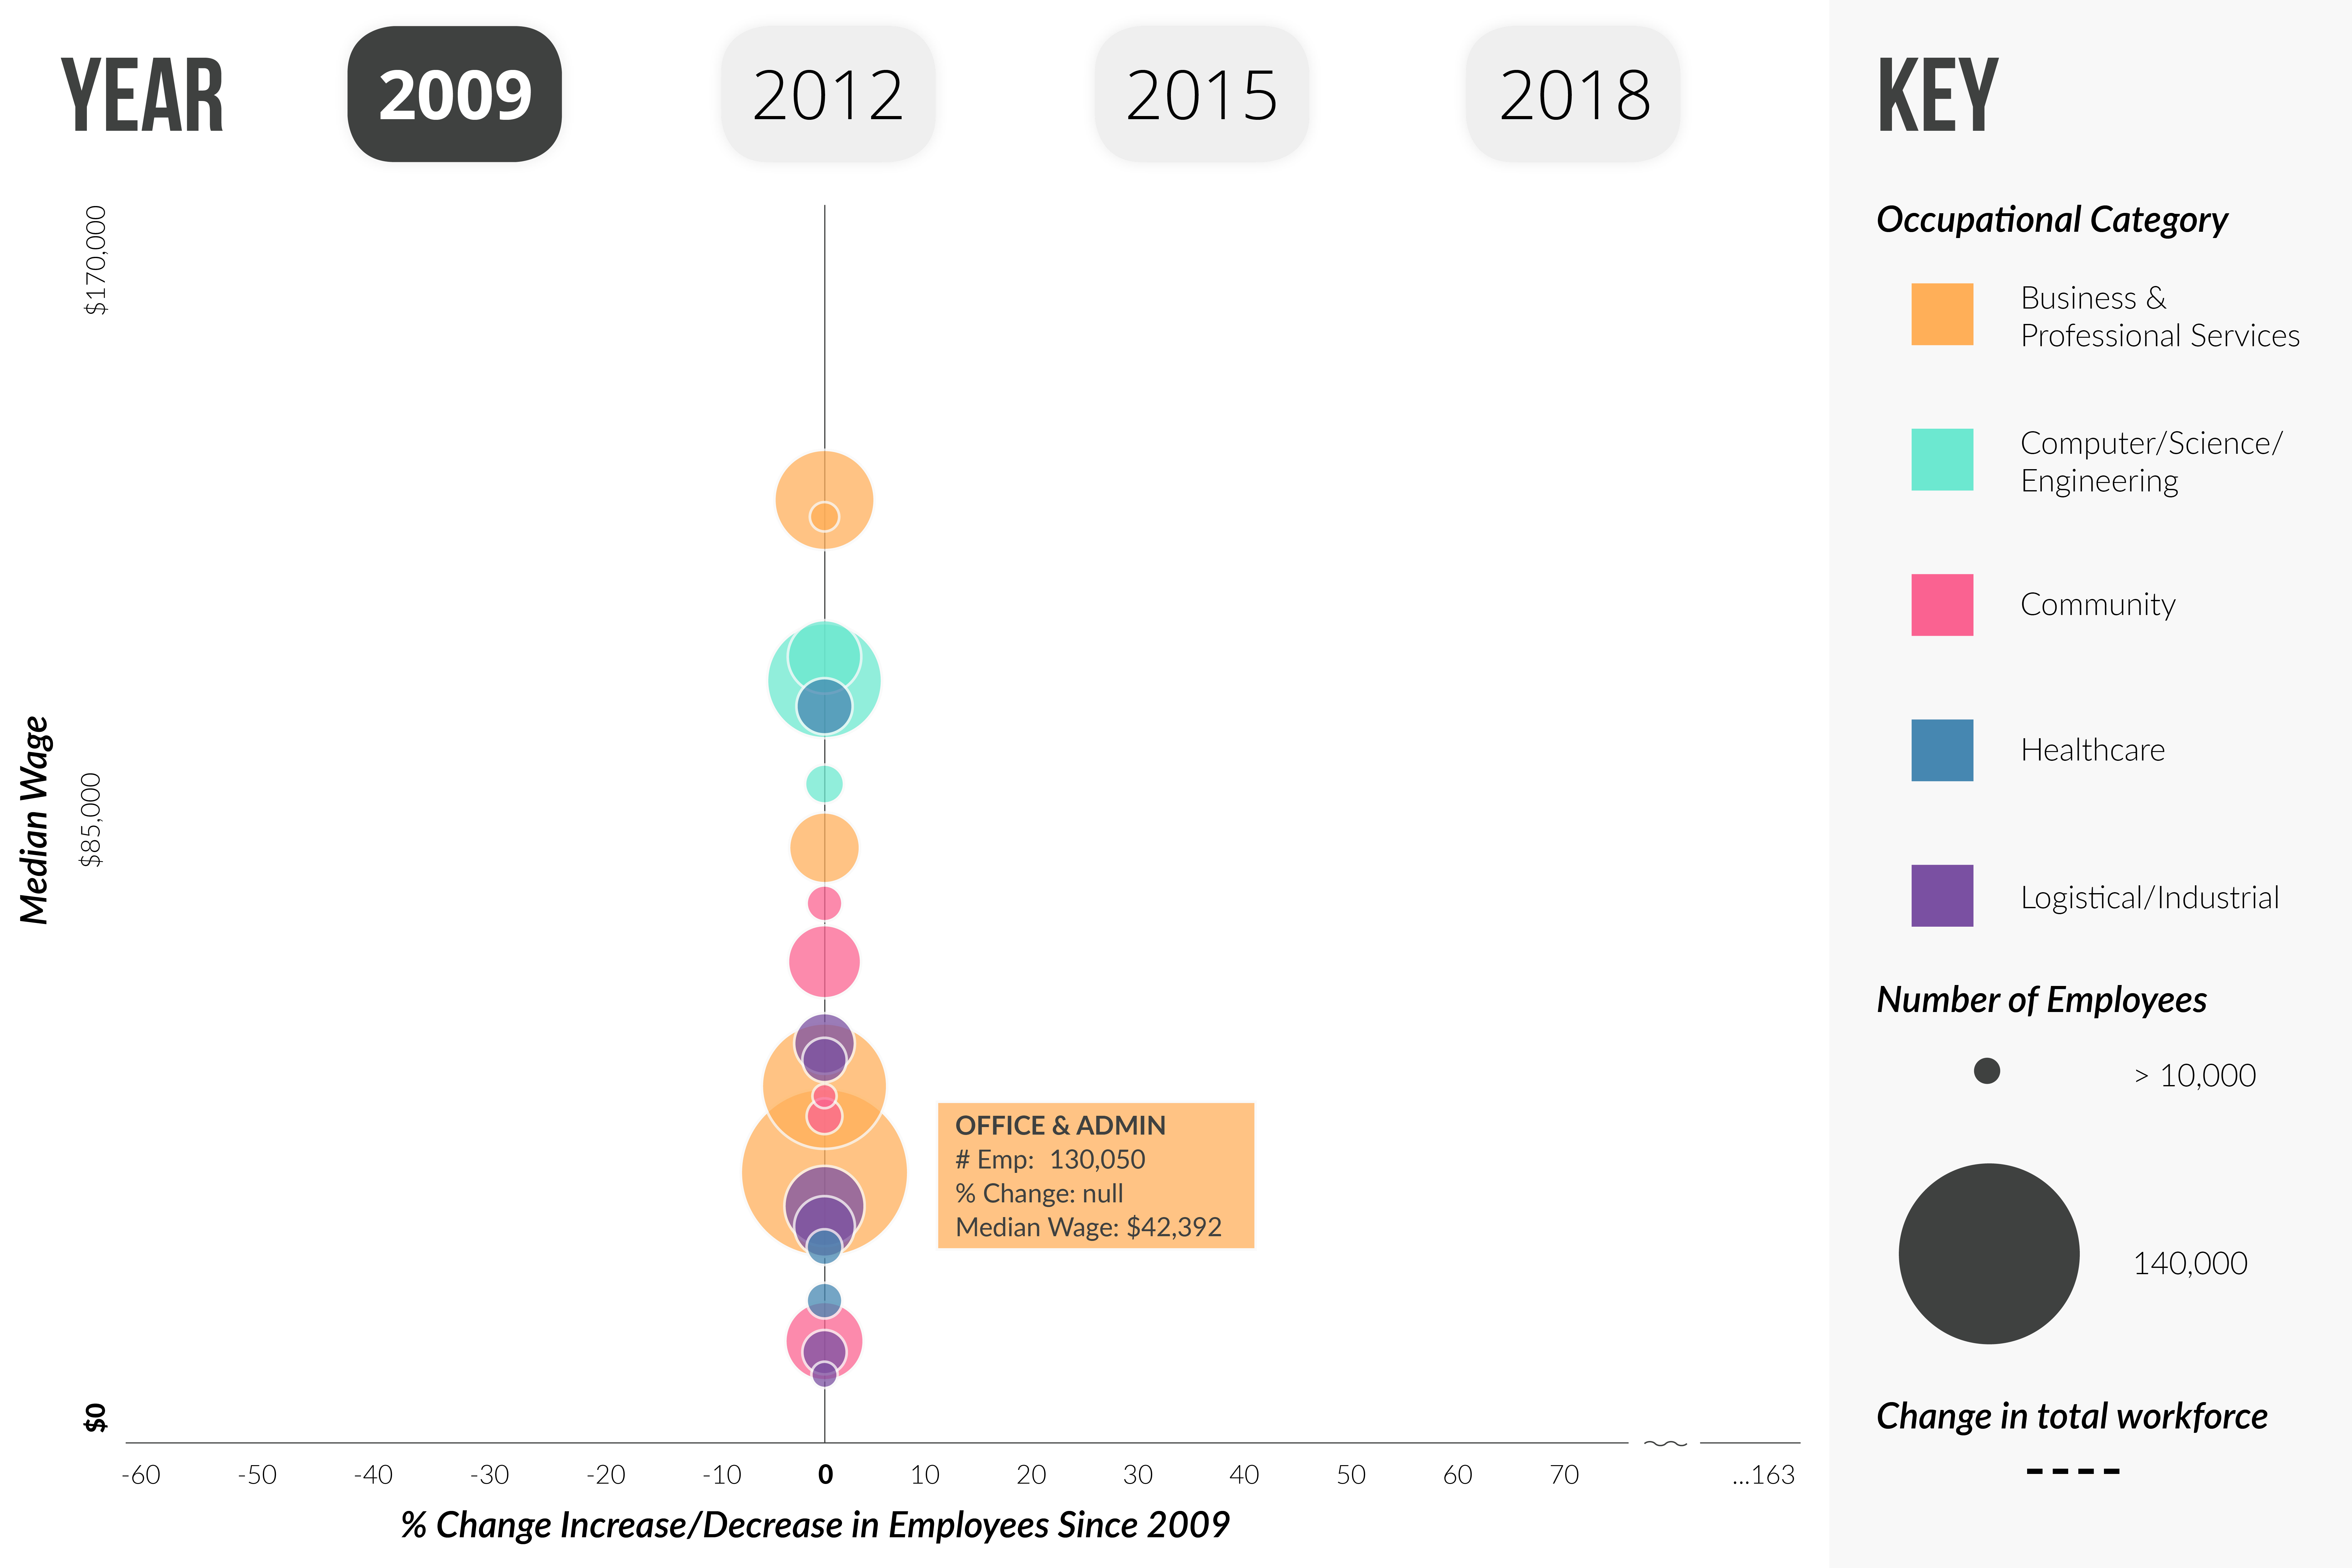 YEAR
2009
2012
2015
2018
$170,000
$85,000
$0
Median Wage
OFFICE & ADMIN
# Emp: 130,050
% Change: null
Median Wage: $42,392
-60 -50 -40 -30 -20 -10 0 10 20 30 40 50 60 70 ...163
% Change Increase/Decrease in Employees Since 2009
KEY
Occupational Category
Business &
Professional Services
Computer/Science/
Engineering
Community
Healthcare
Logistical/Industrial
Number of Employees
> 10,000
140,000
Change in total workforce